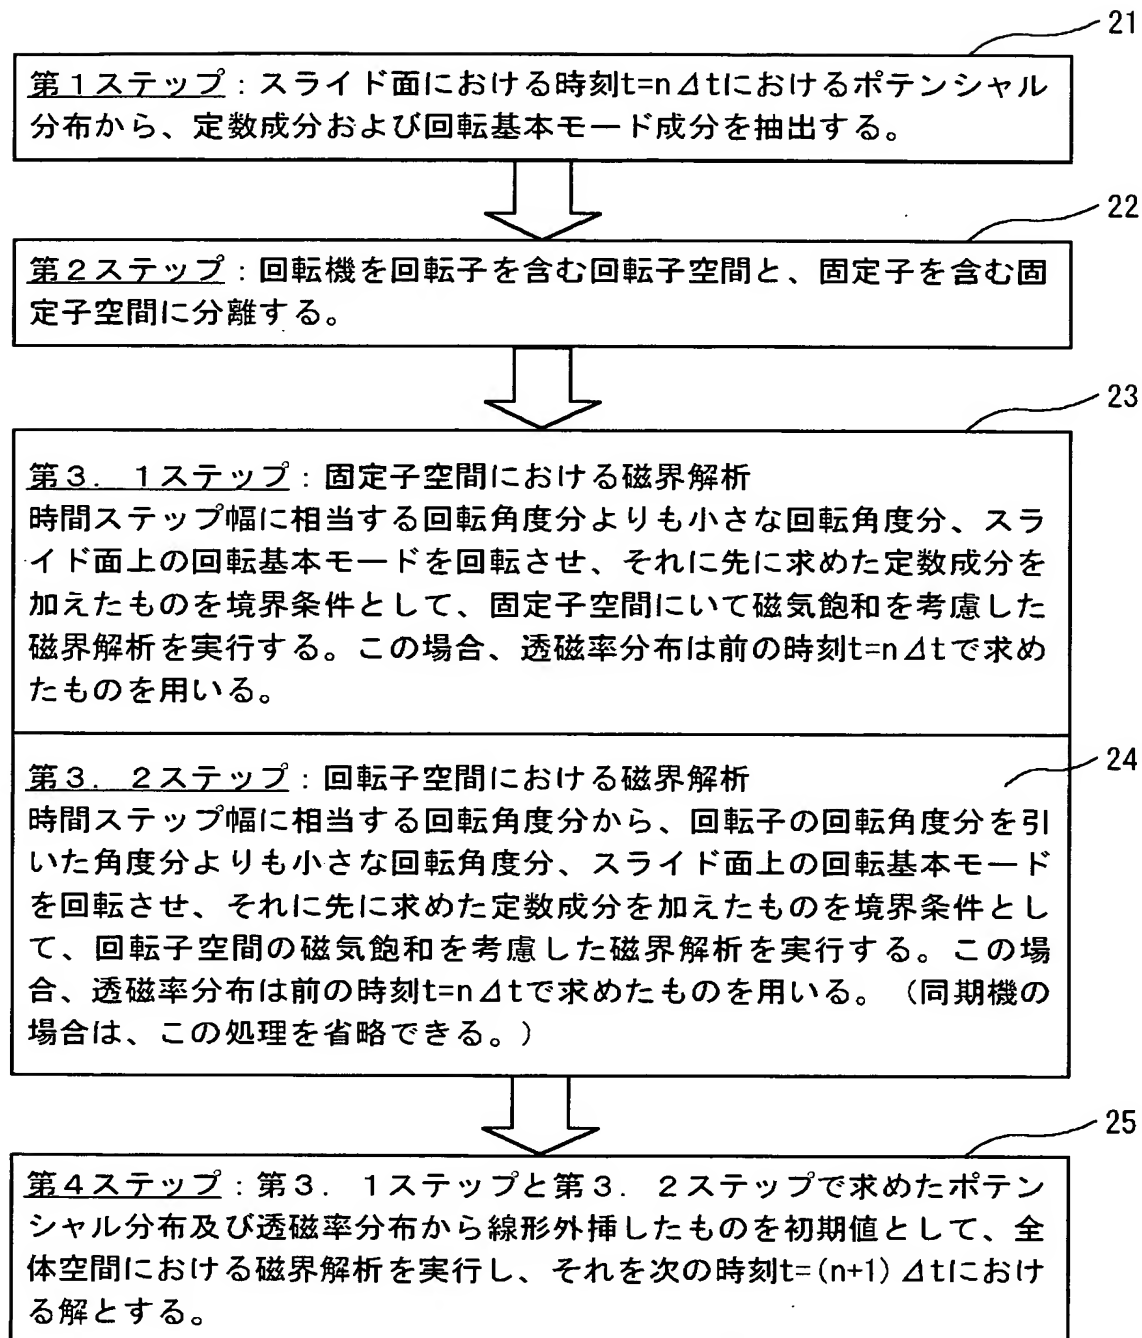 21
第1ステップ:スライド面における時刻t=nΔtにおけるポテンシャル
分布から、定数成分および回転基本モード成分を抽出する。
22
第2ステップ:回転機を回転子を含む回転子空間と、固定子を含む固
定子空間に分離する。
23
第3.1ステップ:固定子空間における磁界解析
時間ステップ幅に相当する回転角度分よりも小さな回転角度分、スラ
イド面上の回転基本モードを回転させ、それに先に求めた定数成分を
加えたものを境界条件として、固定子空間にいて磁気飽和を考慮した
磁界解析を実行する。この場合、透磁率分布は前の時刻t=nΔtで求め
たものを用いる。
24
第3.2ステップ:回転子空間における磁界解析
時間ステップ幅に相当する回転角度分から、回転子の回転角度分を引
いた角度分よりも小さな回転角度分、スライド面上の回転基本モード
を回転させ、それに先に求めた定数成分を加えたものを境界条件とし
て、回転子空間の磁気飽和を考慮した磁界解析を実行する。この場
合、透磁率分布は前の時刻t=nΔtで求めたものを用いる。(同期機の
場合は、この処理を省略できる。)
25
第4ステップ:第3.1ステップと第3.2ステップで求めたポテン
シャル分布及び透磁率分布から線形外挿したものを初期値として、全
体空間における磁界解析を実行し、それを次の時刻t=(n+1)Δtにおけ
る解とする。